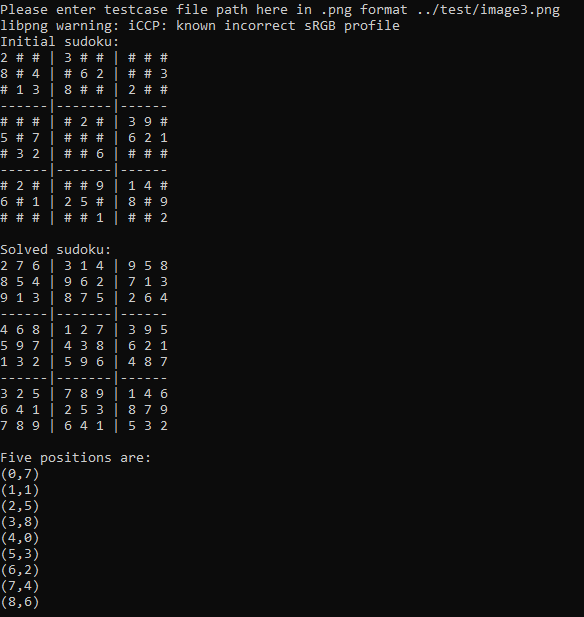 Please enter testcase file path here in .png format ../test/image3.png
libpng warning: iCCP: known incorrect sRGB profile
Initial sudoku:
2 # # | 3 # # | # # #
8 # 4 | # 6 2 | # # 3
# 1 3 | 8 # # | 2 # #
------|-------|------
# # # | # 2 # | 3 9 #
5 # 7 | # # # | 6 2 1
# 3 2 | # # 6 | # # #
------|-------|------
# 2 # | # # 9 | 1 4 #
6 # 1 | 2 5 # | 8 # 9
# # # | # # 1 | # # 2
Solved sudoku:
2 7 6 | 3 1 4 | 9 5 8
8 5 4 | 9 6 2 | 7 1 3
9 1 3 | 8 7 5 | 2 6 4
------|-------|------
4 6 8 | 1 2 7 | 3 9 5
5 9 7 | 4 3 8 | 6 2 1
1 3 2 | 5 9 6 | 4 8 7
------|-------|------
3 2 5 | 7 8 9 | 1 4 6
6 4 1 | 2 5 3 | 8 7 9
7 8 9 | 6 4 1 | 5 3 2
Five positions are:
(0,7)
(1,1)
(2,5)
(3,8)
(4,0)
(5,3)
(6,2)
(7,4)
(8,6)